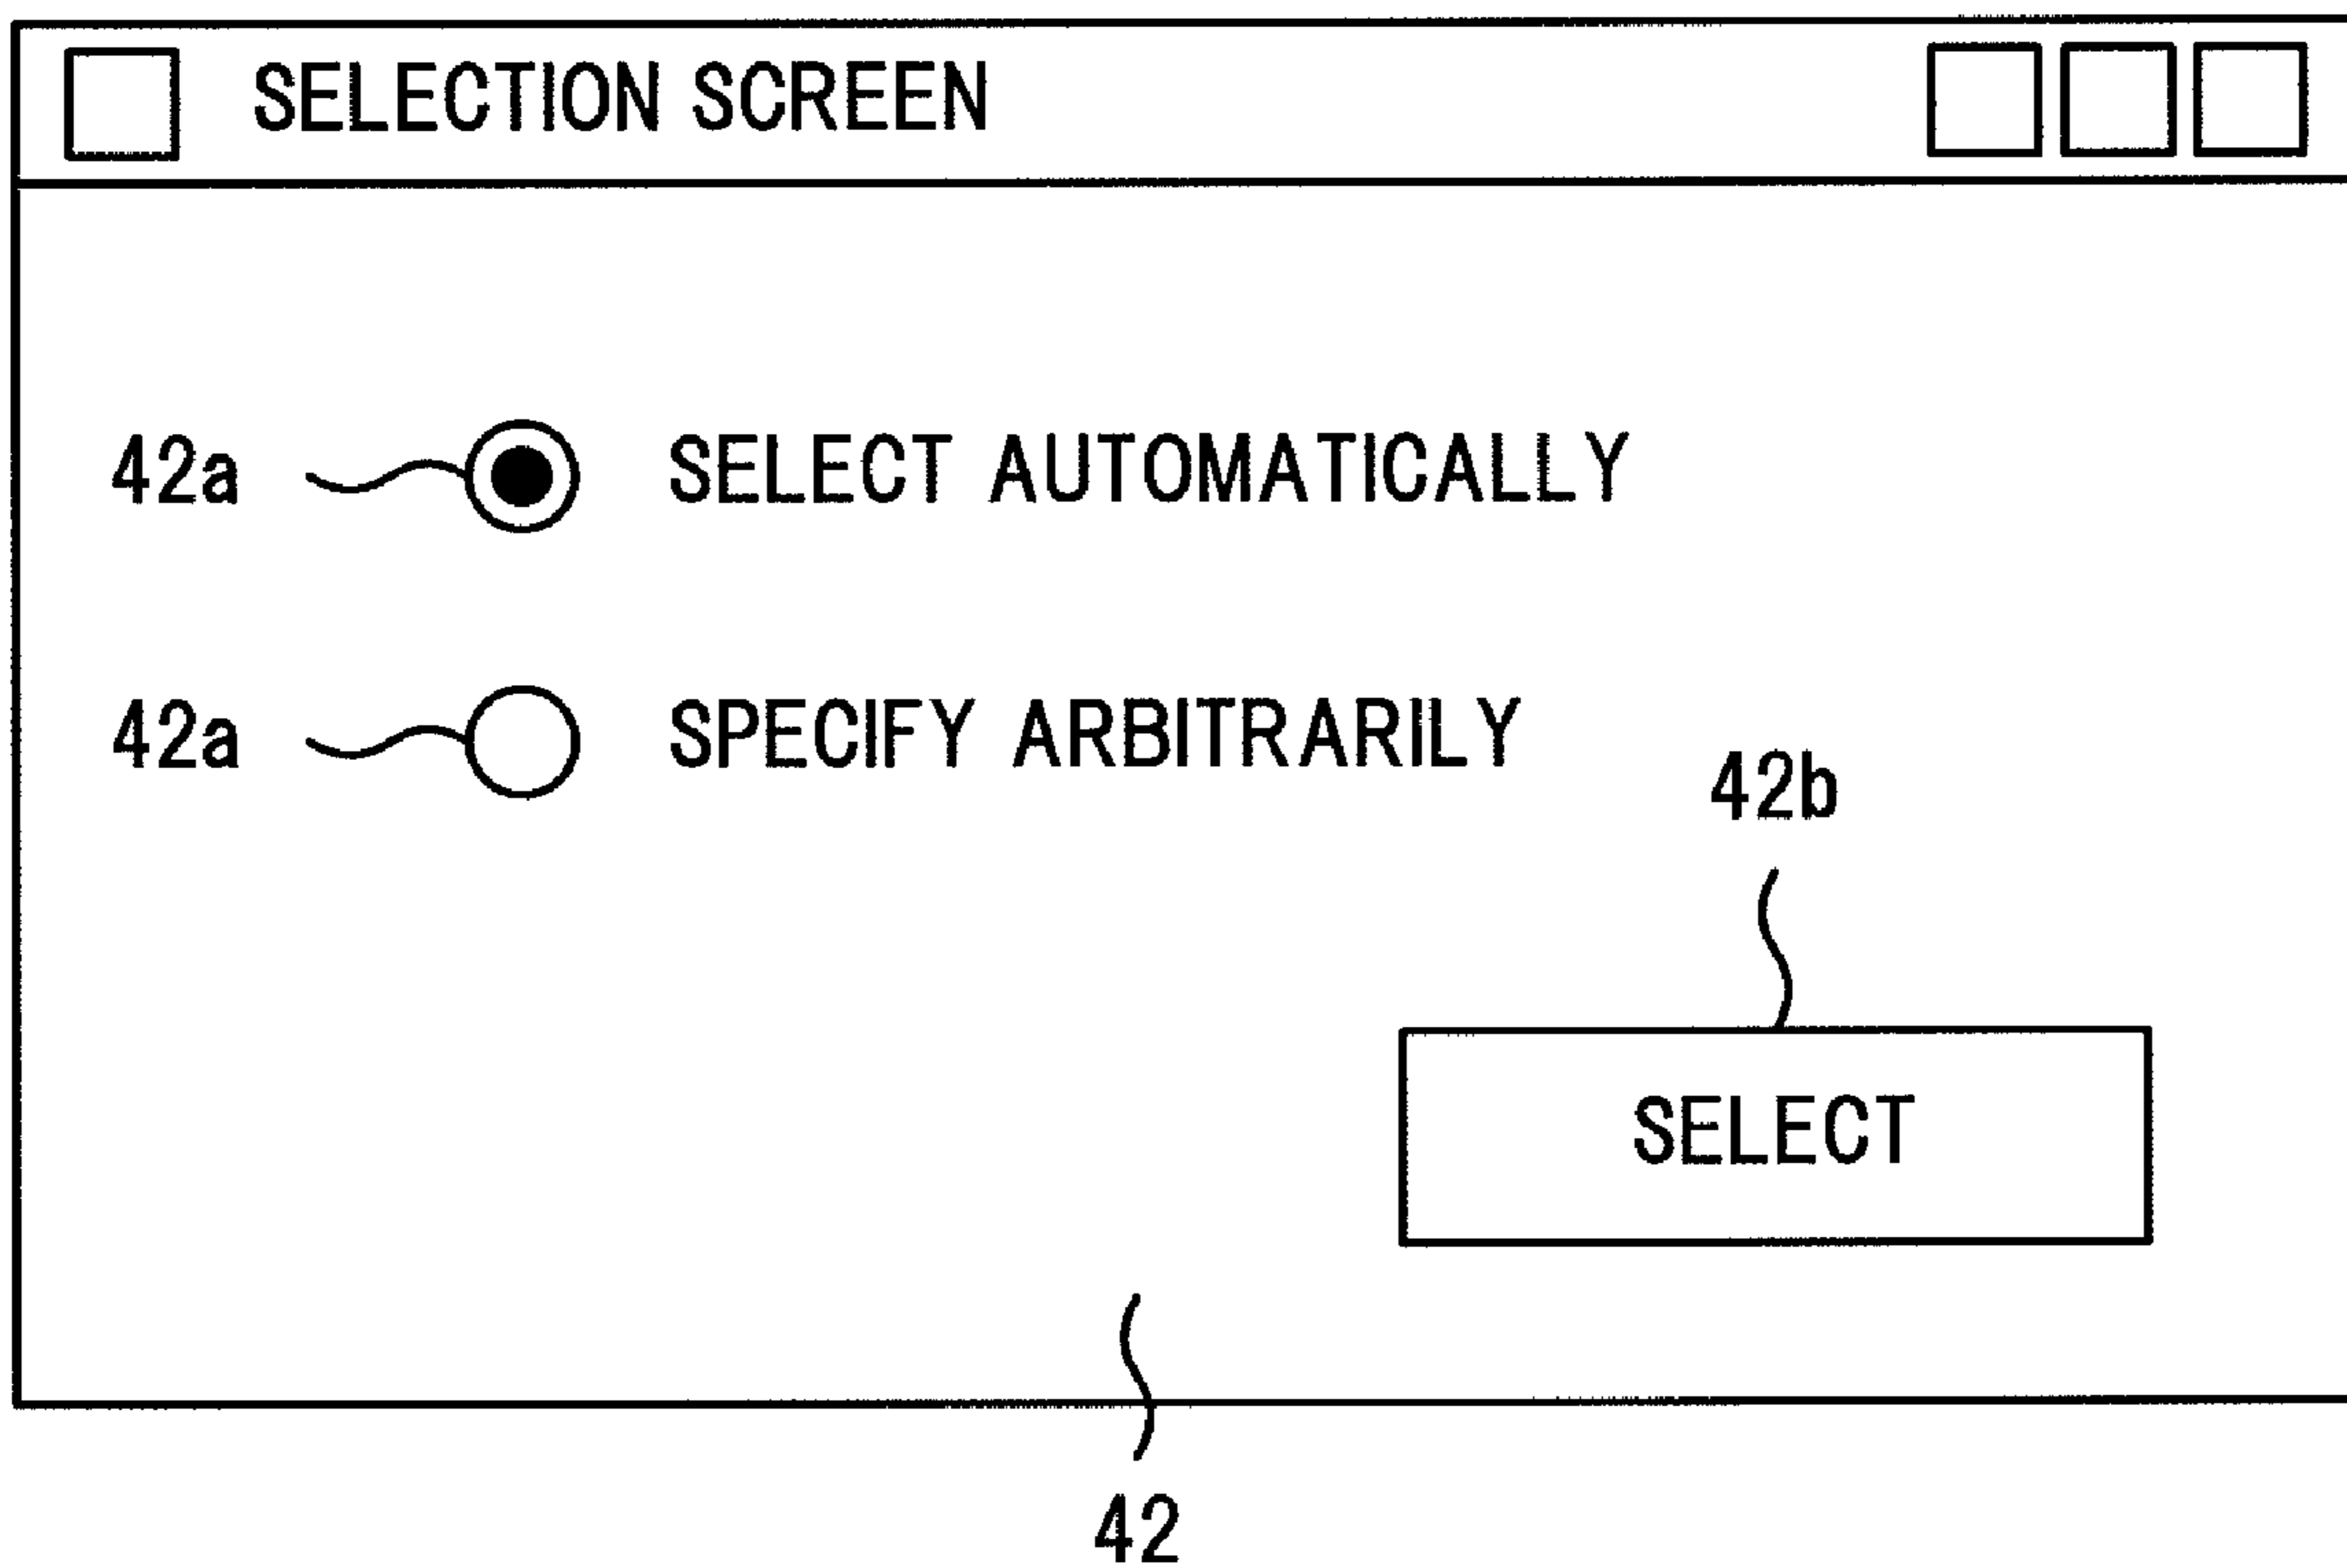 SELECTION SCREEN
42a SELECT AUTOMATICALLY
42a SPECIFY ARBITRARILY
42b
SELECT
42